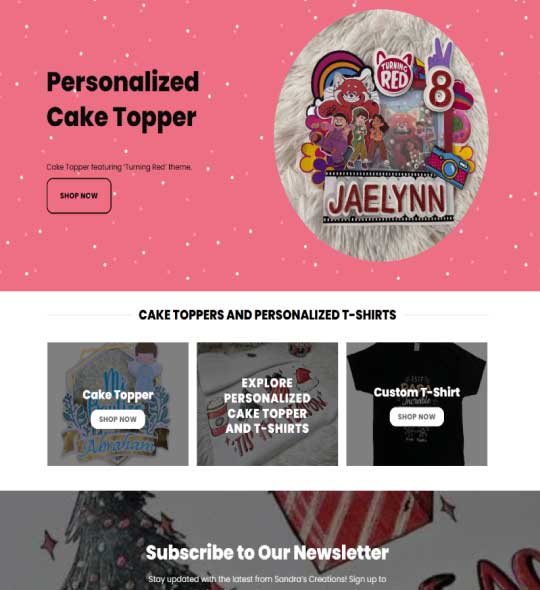 Personalized
Cake Topper
Cake Topper featuring 'Turning Red' theme.
SHOP NOW
TURNING
RED
8
JAELYNN
CAKE TOPPERS AND PERSONALIZED T-SHIRTS
Cake Topper
SHOP NOW
Abraham
EXPLORE
PERSONALIZED
CAKE TOPPER
AND T-SHIRTS
Custom T-Shirt
SHOP NOW
Subscribe to Our Newsletter
Stay updated with the latest from Sandra's Creations! Sign up to